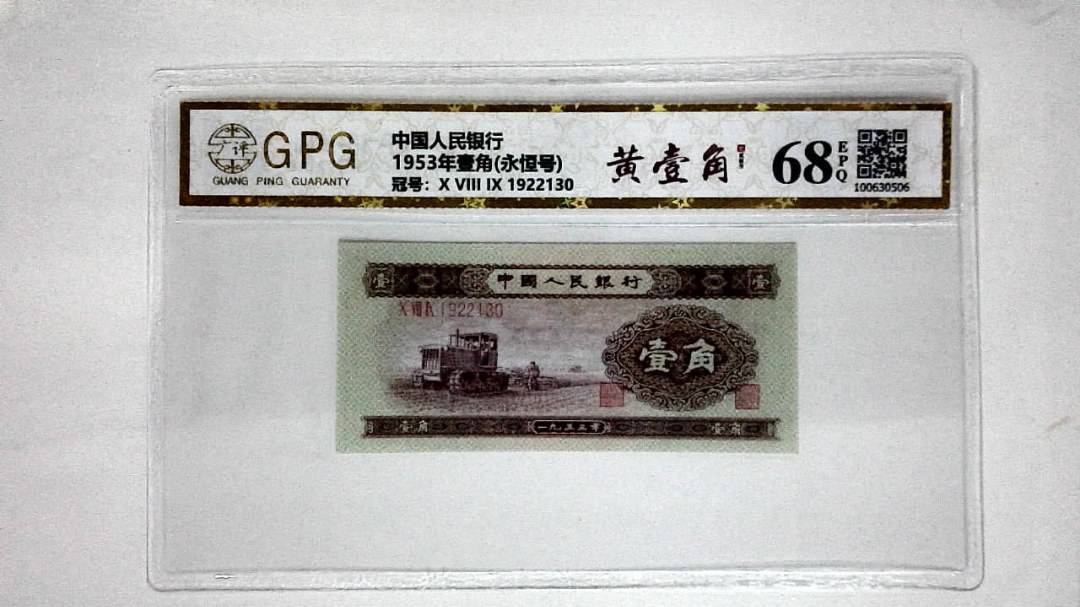 GPG
GUANG PING GUARANTY
中国人民银行
1953年壹角(永恒号)
冠号: X VIII IX 1922130
黄壹角
68
EPQ
100630506
壹 中國人民銀行 壹
X VIII IX 1922130
壹角
壹角 一九五三年 壹角